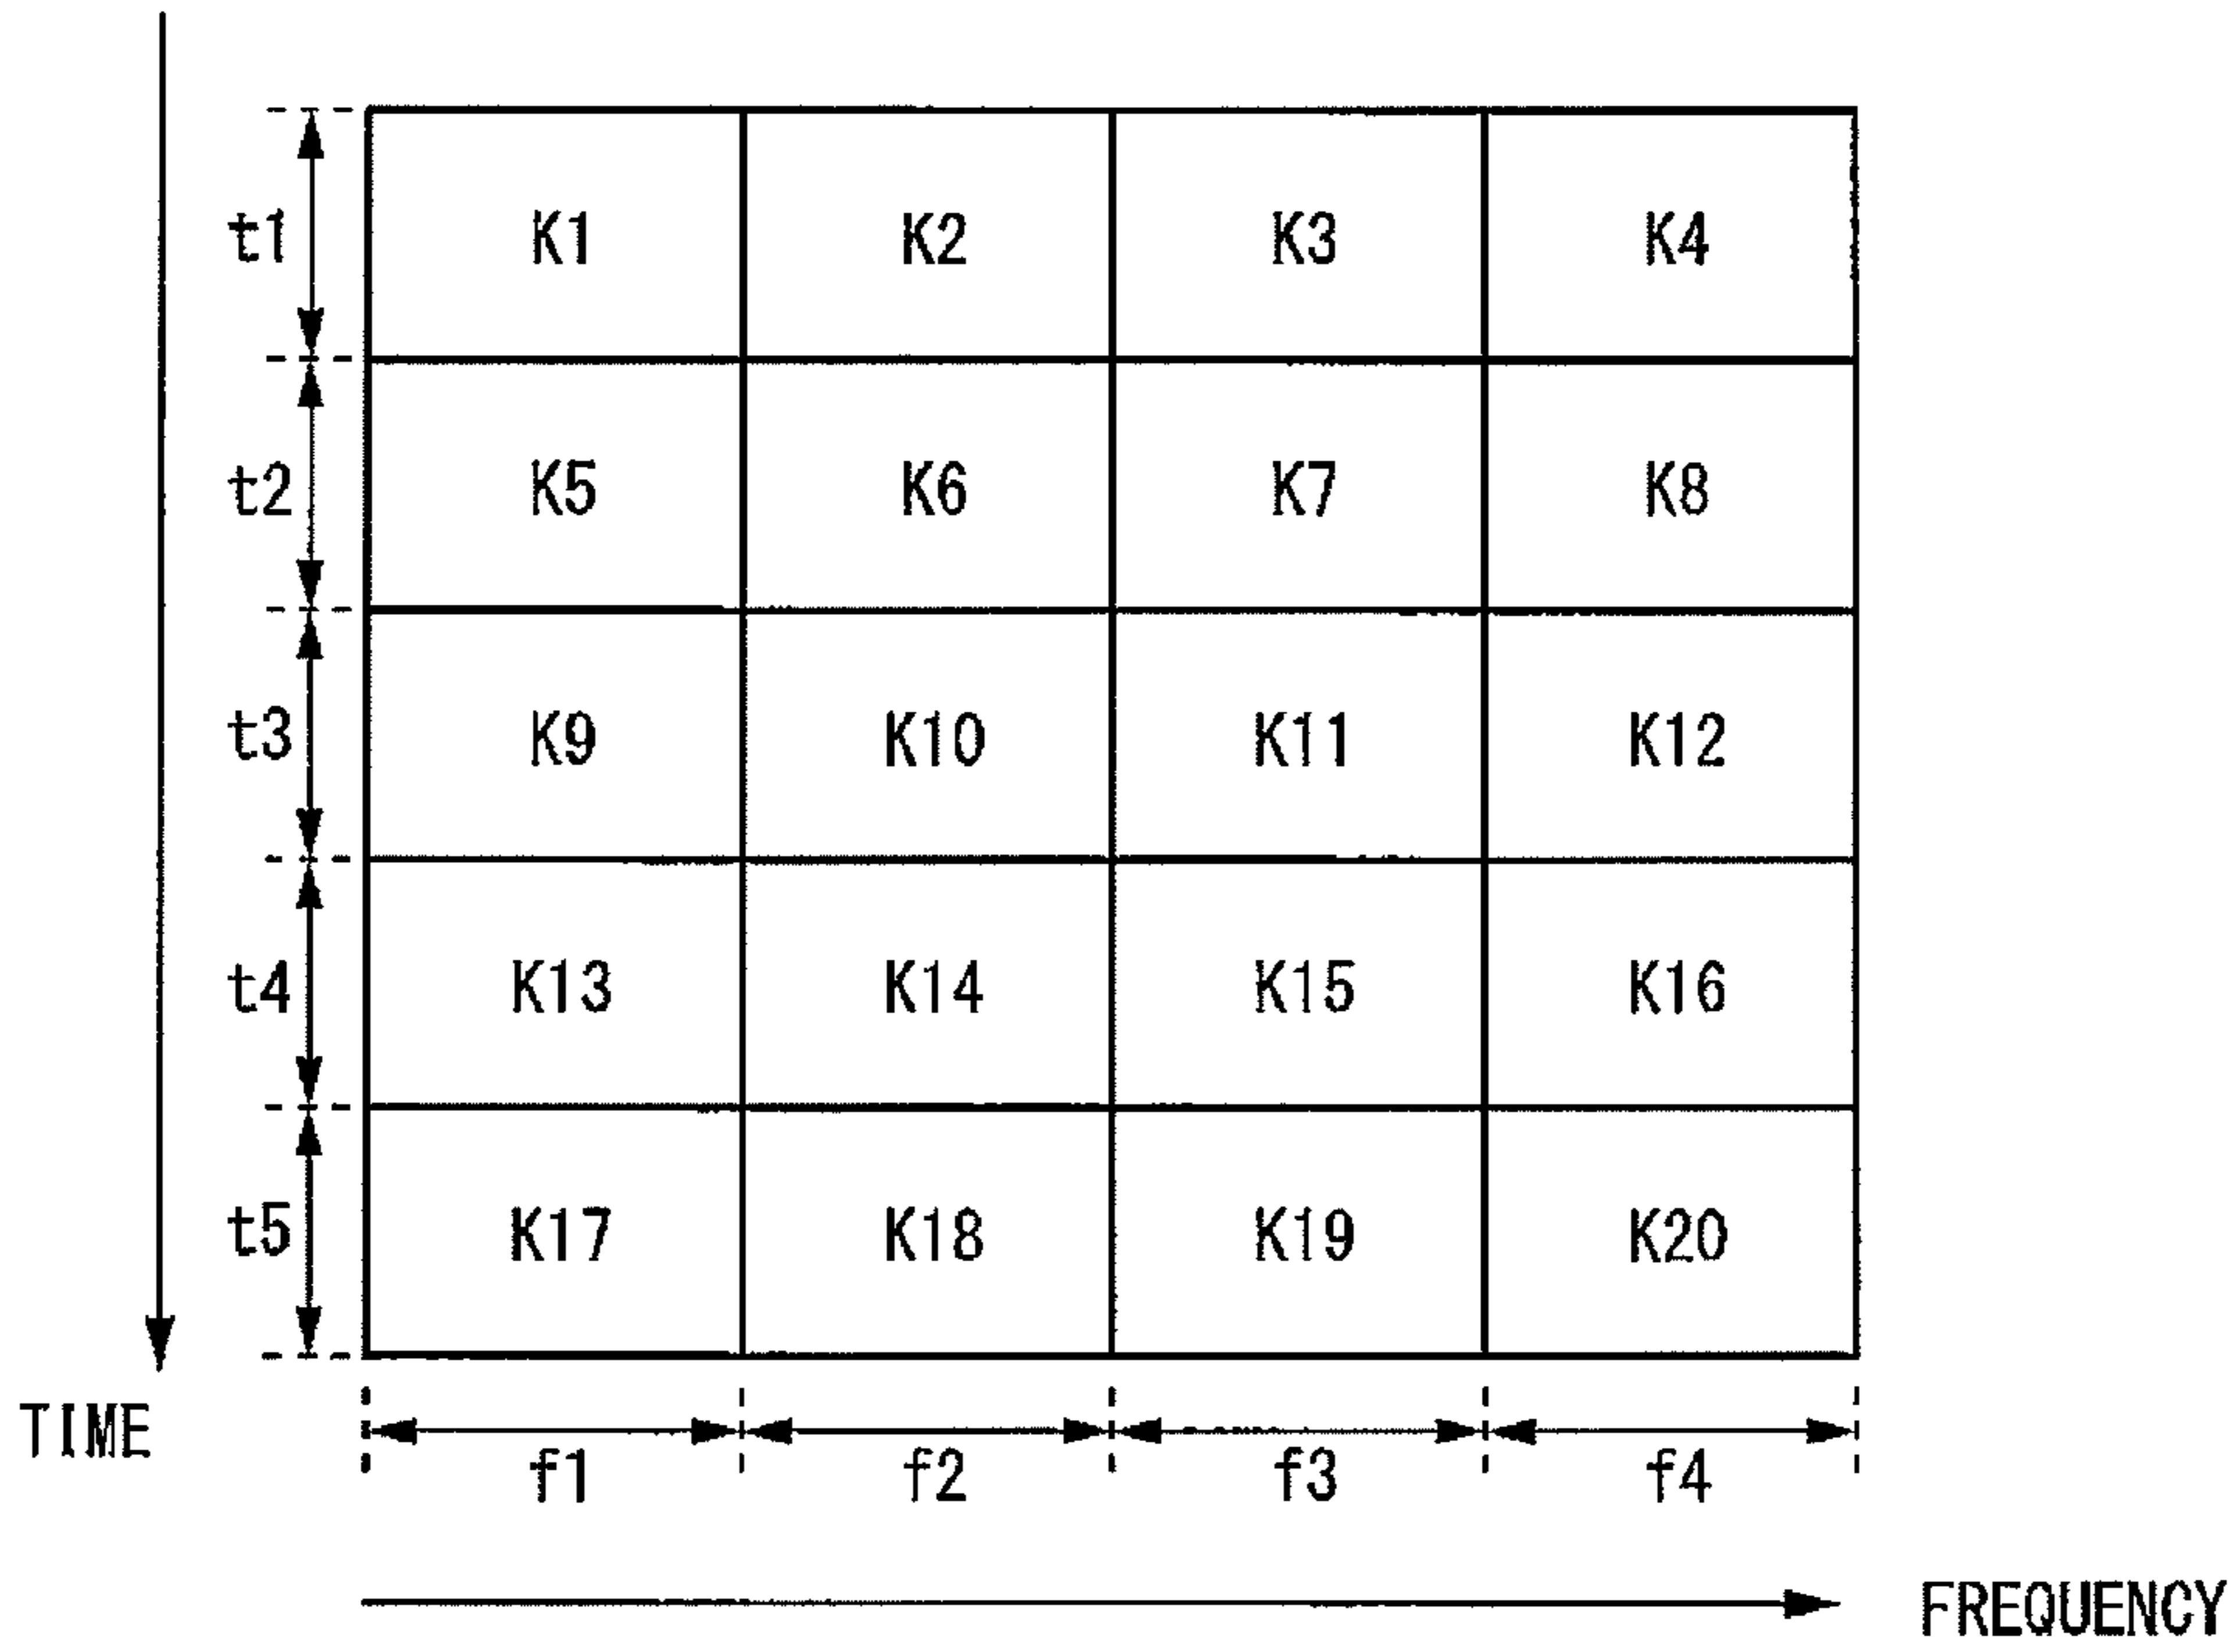 t1 K1 K2 K3 K4
t2 K5 K6 K7 K8
t3 K9 K10 K11 K12
t4 K13 K14 K15 K16
t5 K17 K18 K19 K20
TIME
f1 f2 f3 f4
FREQUENCY